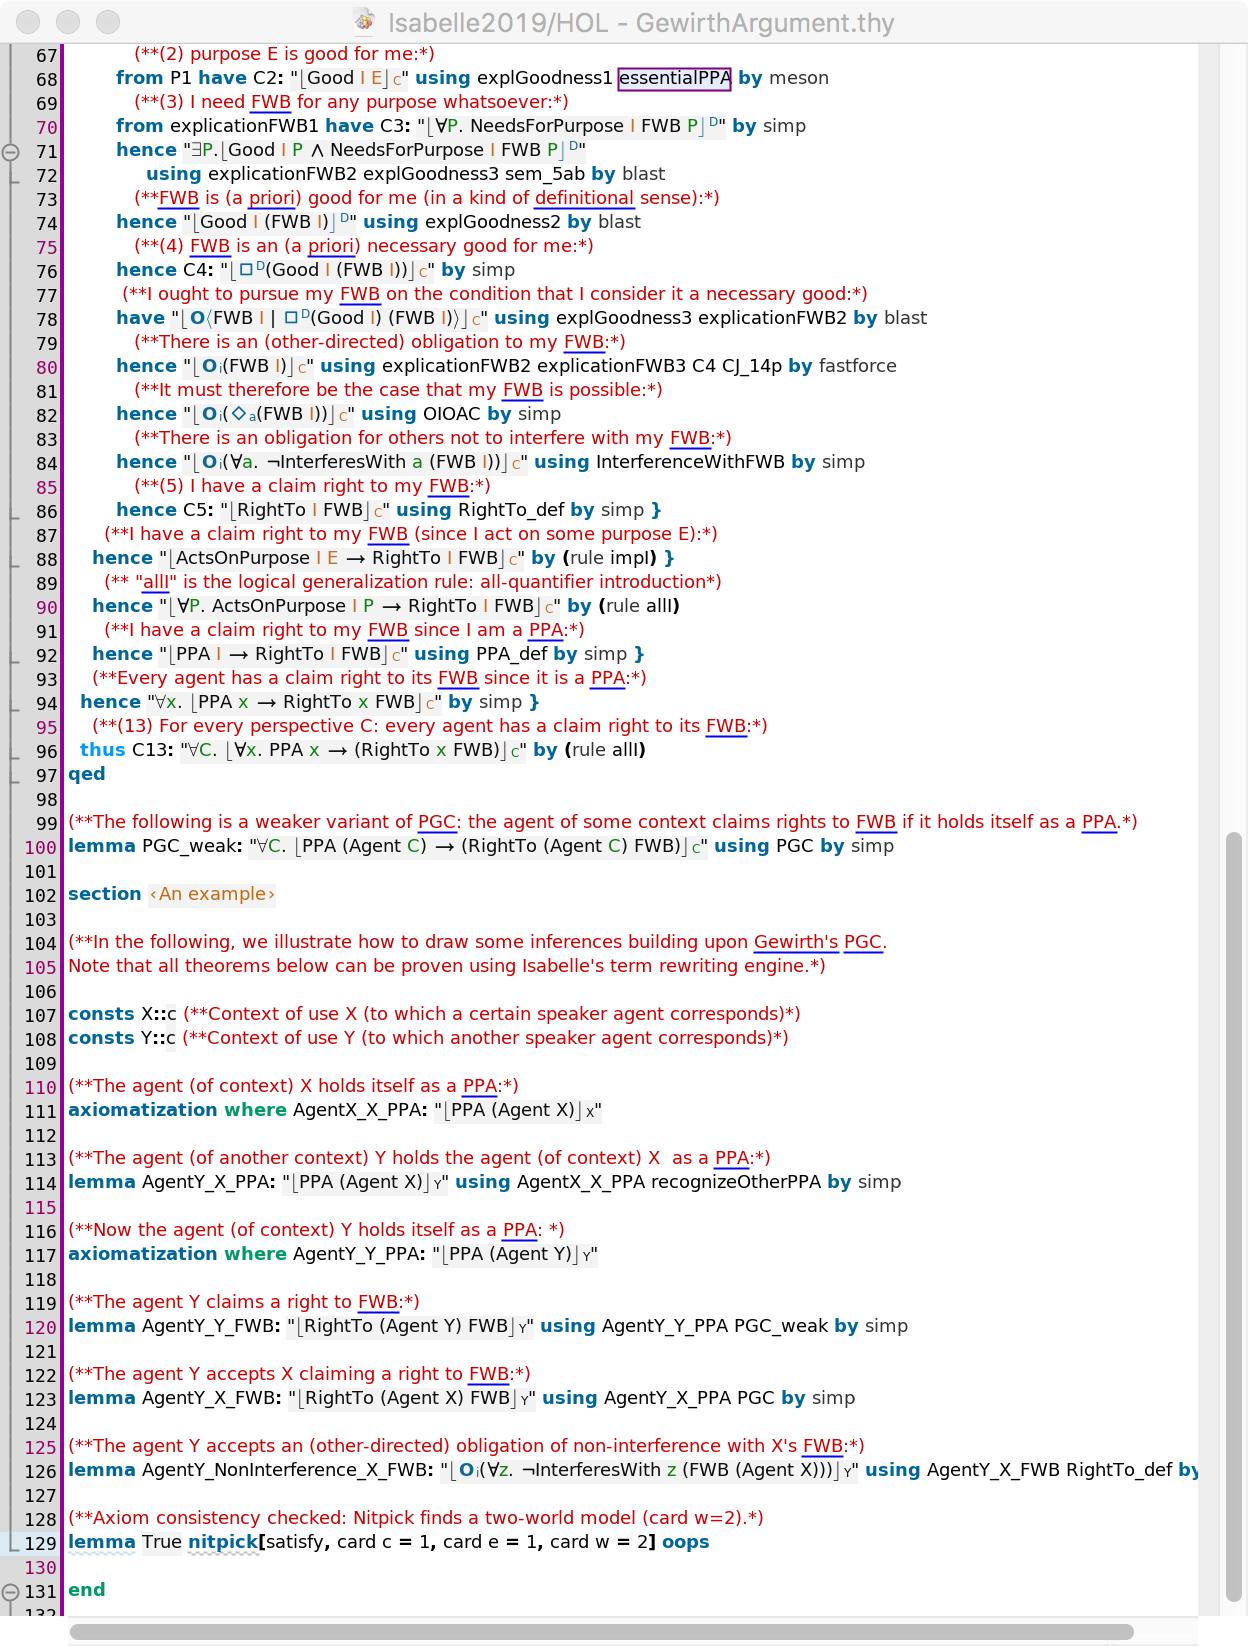 Isabelle2019/HOL - GewirthArgument.thy
67 (**(2) purpose E is good for me:*)
68 from P1 have C2: "⌊Good I E⌋C" using explGoodness1 essentialPPA by meson
69 (**(3) I need FWB for any purpose whatsoever:*)
70 from explicationFWB1 have C3: "⌊∀P. NeedsForPurpose I FWB P⌋ᴰ" by simp
71 hence "∃P.⌊Good I P ∧ NeedsForPurpose I FWB P⌋ᴰ"
72 using explicationFWB2 explGoodness3 sem_5ab by blast
73 (**FWB is (a priori) good for me (in a kind of definitional sense):*)
74 hence "⌊Good I (FWB I)⌋ᴰ" using explGoodness2 by blast
75 (**(4) FWB is an (a priori) necessary good for me:*)
76 hence C4: "⌊□ᴰ(Good I (FWB I))⌋C" by simp
77 (**I ought to pursue my FWB on the condition that I consider it a necessary good:*)
78 have "⌊O⟨FWB I | □ᴰ(Good I) (FWB I)⟩⌋C" using explGoodness3 explicationFWB2 by blast
79 (**There is an (other-directed) obligation to my FWB:*)
80 hence "⌊Oᵢ(FWB I)⌋C" using explicationFWB2 explicationFWB3 C4 CJ_14p by fastforce
81 (**It must therefore be the case that my FWB is possible:*)
82 hence "⌊Oᵢ(◇ₐ(FWB I))⌋C" using OIOAC by simp
83 (**There is an obligation for others not to interfere with my FWB:*)
84 hence "⌊Oᵢ(∀a. ¬InterferesWith a (FWB I))⌋C" using InterferenceWithFWB by simp
85 (**(5) I have a claim right to my FWB:*)
86 hence C5: "⌊RightTo I FWB⌋C" using RightTo_def by simp }
87 (**I have a claim right to my FWB (since I act on some purpose E):*)
88 hence "⌊ActsOnPurpose I E → RightTo I FWB⌋C" by (rule impI) }
89 (** "allI" is the logical generalization rule: all-quantifier introduction*)
90 hence "⌊∀P. ActsOnPurpose I P → RightTo I FWB⌋C" by (rule allI)
91 (**I have a claim right to my FWB since I am a PPA:*)
92 hence "⌊PPA I → RightTo I FWB⌋C" using PPA_def by simp }
93 (**Every agent has a claim right to its FWB since it is a PPA:*)
94 hence "∀x. ⌊PPA x → RightTo x FWB⌋C" by simp }
95 (**(13) For every perspective C: every agent has a claim right to its FWB:*)
96 thus C13: "∀C. ⌊∀x. PPA x → (RightTo x FWB)⌋C" by (rule allI)
97 qed
98
99 (**The following is a weaker variant of PGC: the agent of some context claims rights to FWB if it holds itself as a PPA.*)
100 lemma PGC_weak: "∀C. ⌊PPA (Agent C) → (RightTo (Agent C) FWB)⌋C" using PGC by simp
101
102 section ‹An example›
103
104 (**In the following, we illustrate how to draw some inferences building upon Gewirth's PGC.
105 Note that all theorems below can be proven using Isabelle's term rewriting engine.*)
106
107 consts X::c (**Context of use X (to which a certain speaker agent corresponds)*)
108 consts Y::c (**Context of use Y (to which another speaker agent corresponds)*)
109
110 (**The agent (of context) X holds itself as a PPA:*)
111 axiomatization where AgentX_X_PPA: "⌊PPA (Agent X)⌋X"
112
113 (**The agent (of another context) Y holds the agent (of context) X  as a PPA:*)
114 lemma AgentY_X_PPA: "⌊PPA (Agent X)⌋Y" using AgentX_X_PPA recognizeOtherPPA by simp
115
116 (**Now the agent (of context) Y holds itself as a PPA: *)
117 axiomatization where AgentY_Y_PPA: "⌊PPA (Agent Y)⌋Y"
118
119 (**The agent Y claims a right to FWB:*)
120 lemma AgentY_Y_FWB: "⌊RightTo (Agent Y) FWB⌋Y" using AgentY_Y_PPA PGC_weak by simp
121
122 (**The agent Y accepts X claiming a right to FWB:*)
123 lemma AgentY_X_FWB: "⌊RightTo (Agent X) FWB⌋Y" using AgentY_X_PPA PGC by simp
124
125 (**The agent Y accepts an (other-directed) obligation of non-interference with X's FWB:*)
126 lemma AgentY_NonInterference_X_FWB: "⌊Oᵢ(∀z. ¬InterferesWith z (FWB (Agent X)))⌋Y" using AgentY_X_FWB RightTo_def by
127
128 (**Axiom consistency checked: Nitpick finds a two-world model (card w=2).*)
129 lemma True nitpick[satisfy, card c = 1, card e = 1, card w = 2] oops
130
131 end
132